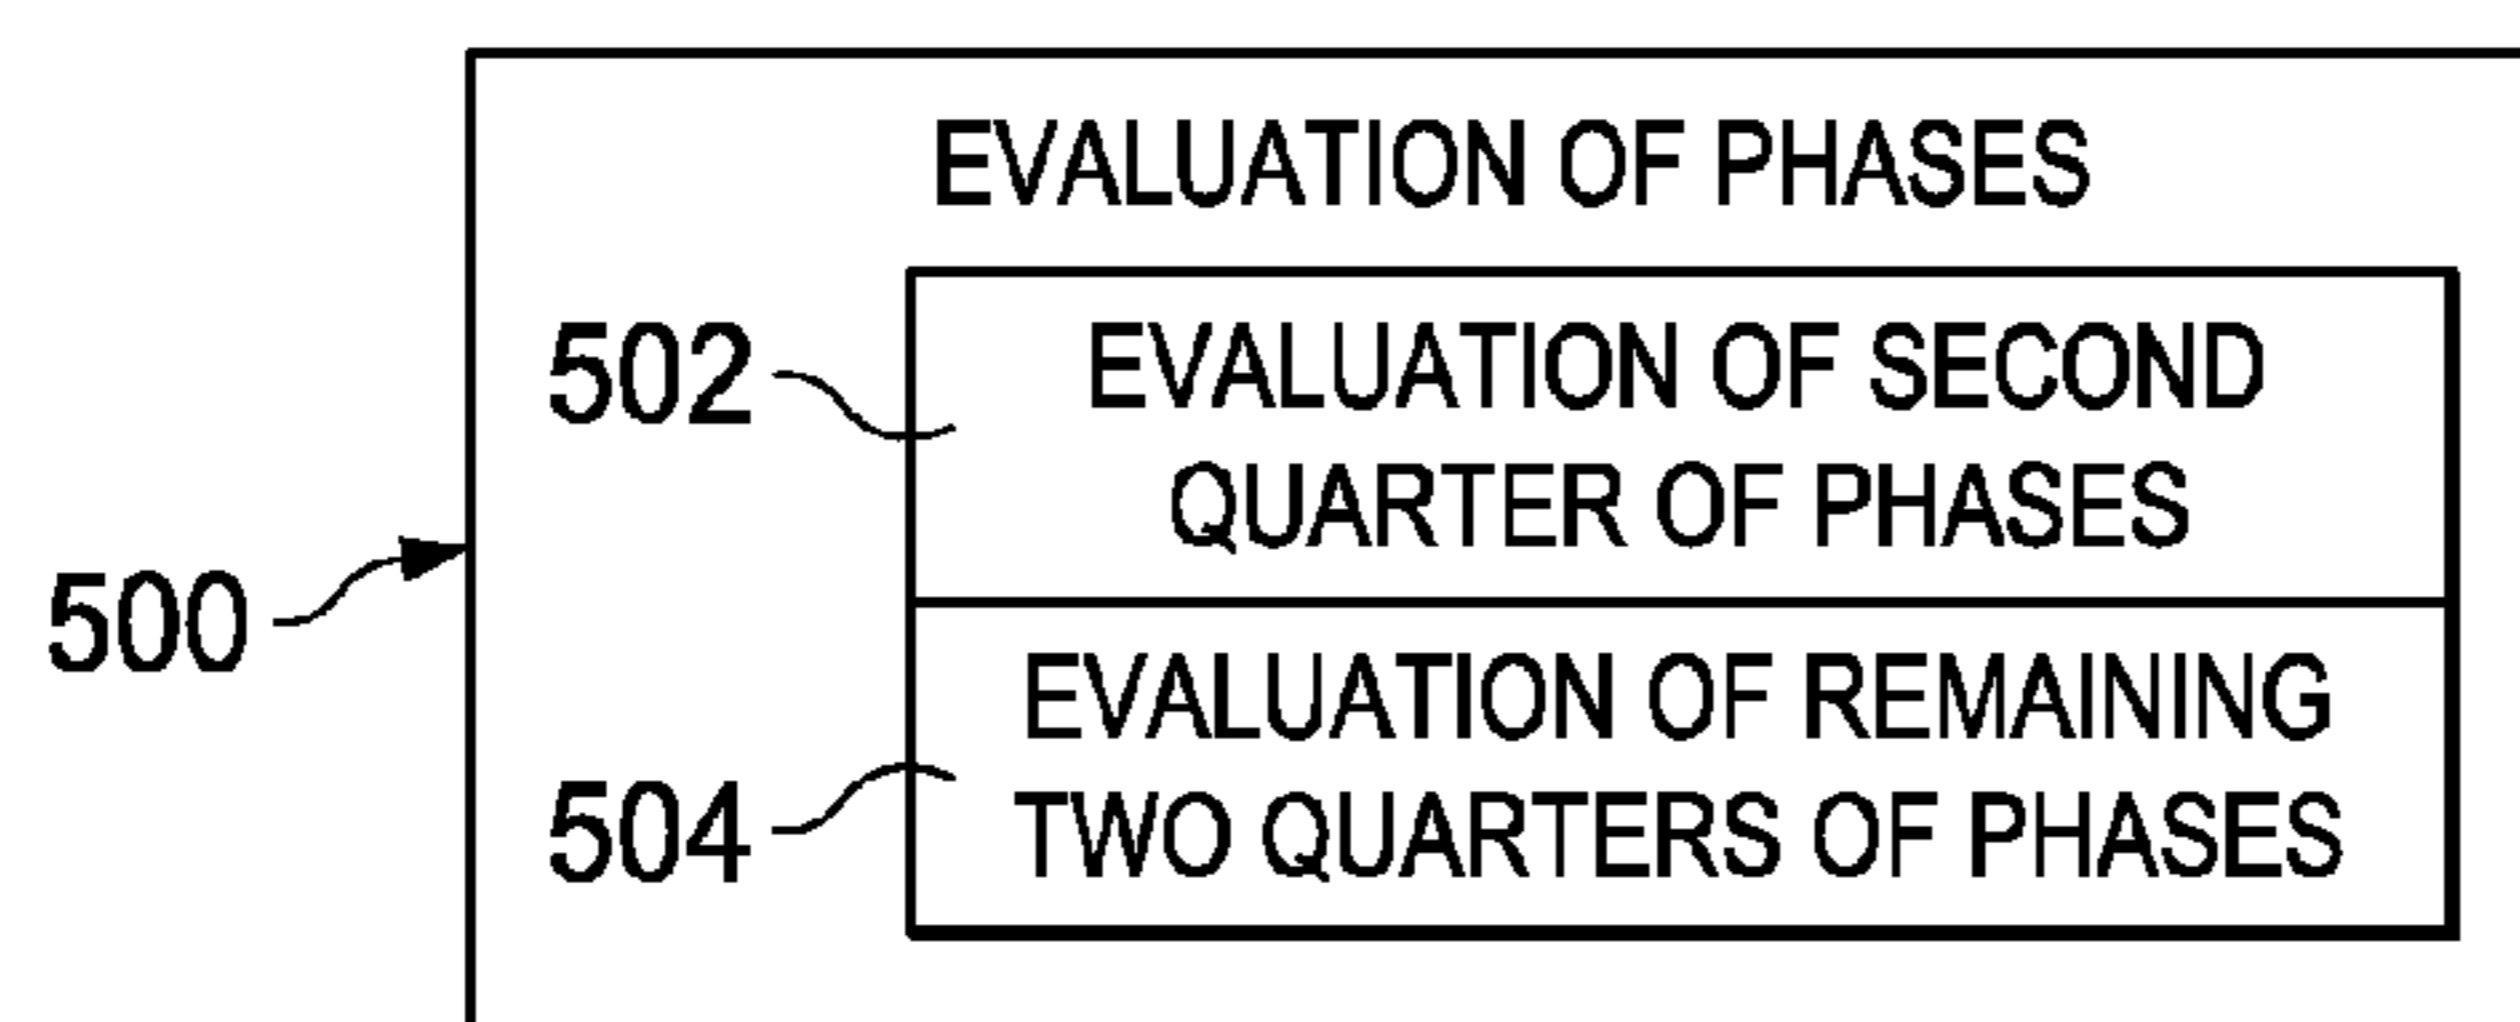 EVALUATION OF PHASES
502
EVALUATION OF SECOND
QUARTER OF PHASES
500
EVALUATION OF REMAINING
504
TWO QUARTERS OF PHASES